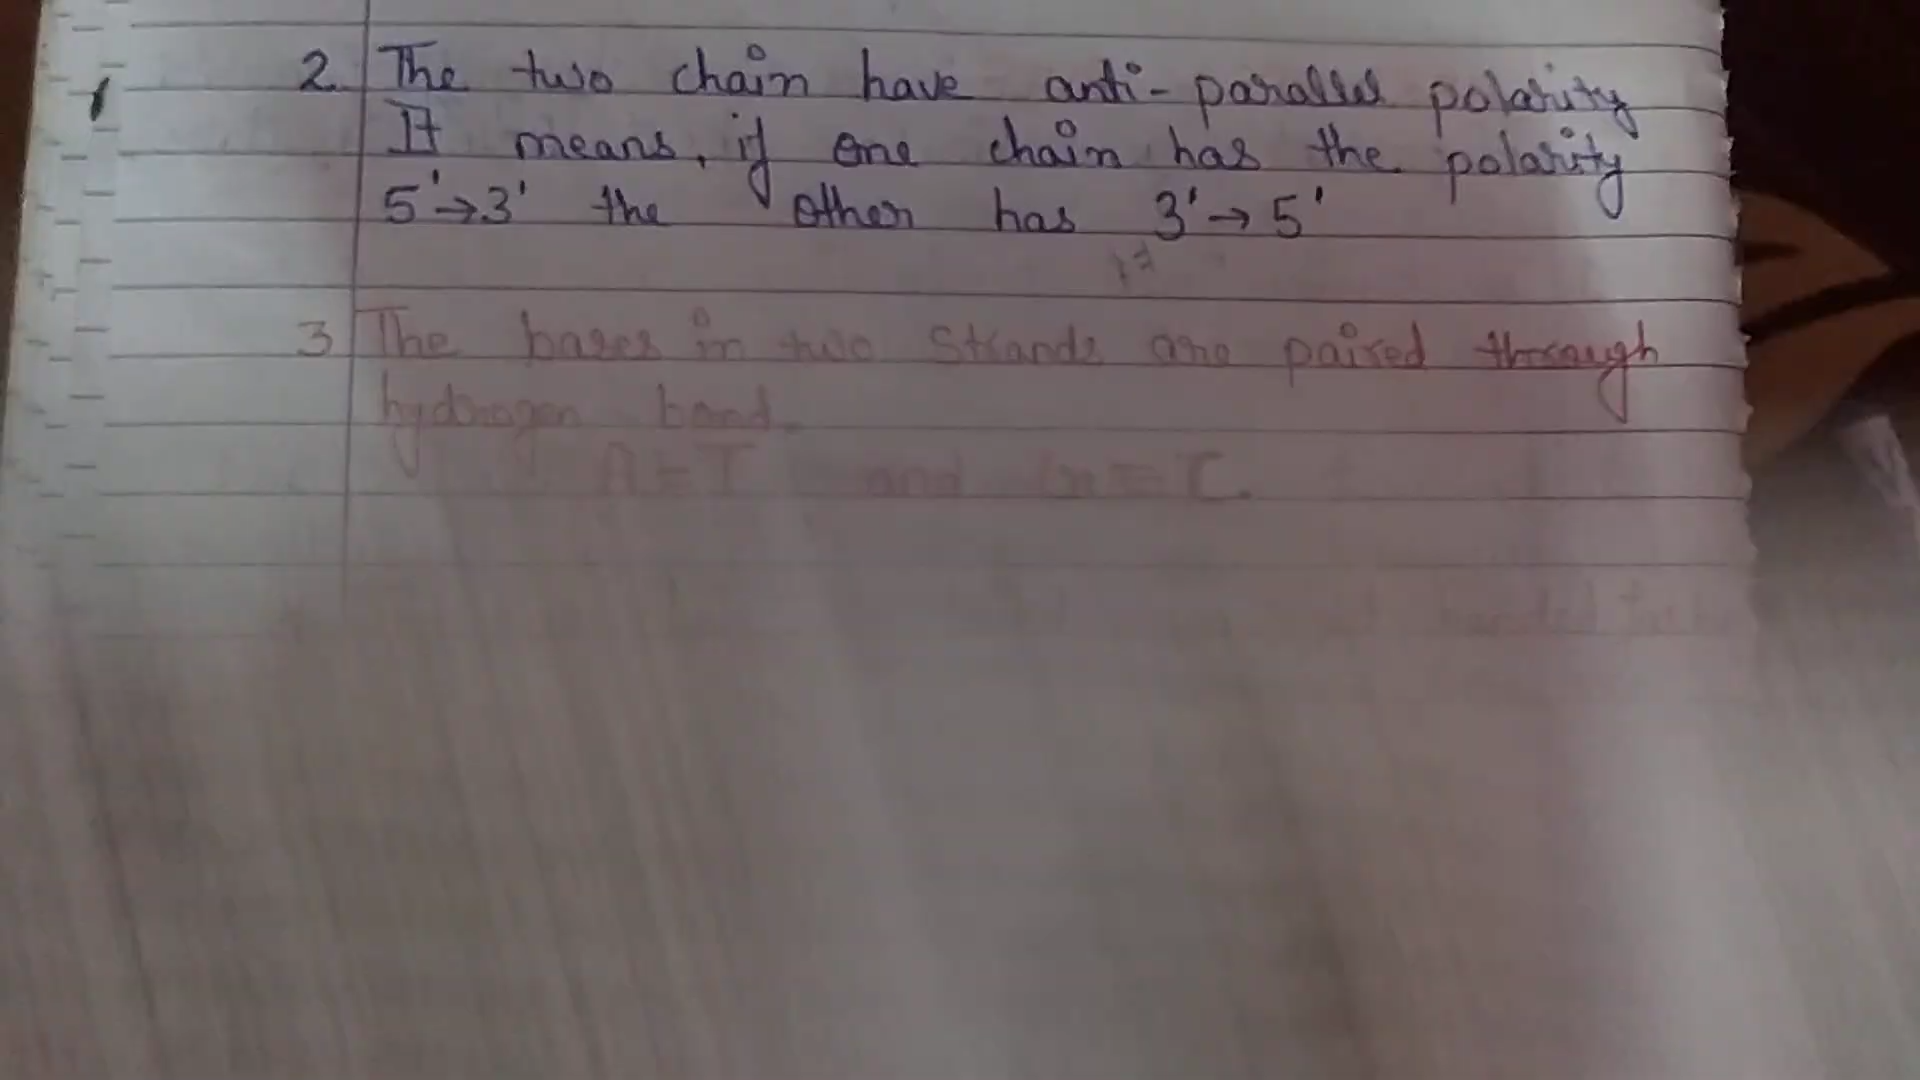 2. The two chain have anti-parallel polarity
It means, if one chain has the polarity
5'→3' the other has 3'→5'
3 The bases in two strands are paired through
hydrogen bond.
A=T and G≡C.